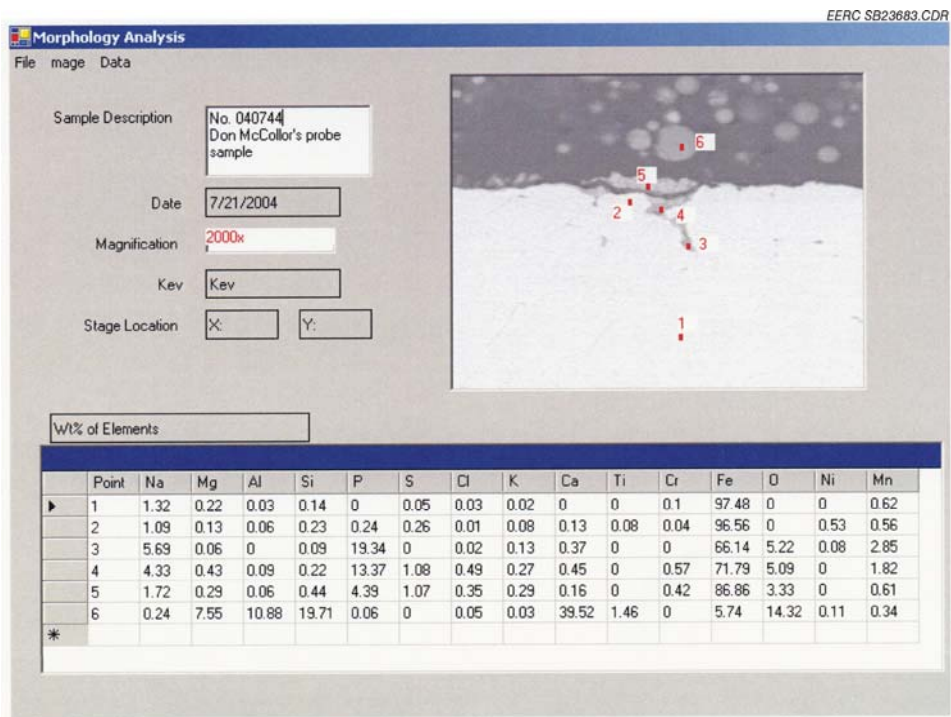 EERC SB23683.CDR
Morphology Analysis
File mage Data
Sample Description
No. 040744
Don McCollor's probe
sample
Date
7/21/2004
Magnification
2000x
Kev
Kev
Stage Location
X:
Y:
6
5
2
4
3
1
Wt% of Elements
Point Na Mg Al Si P S Cl K Ca Ti Cr Fe O Ni Mn
1 1.32 0.22 0.03 0.14 0 0.05 0.03 0.02 0 0 0.1 97.48 0 0 0.62
2 1.09 0.13 0.06 0.23 0.24 0.26 0.01 0.08 0.13 0.08 0.04 96.56 0 0.53 0.56
3 5.69 0.06 0 0.09 19.34 0 0.02 0.13 0.37 0 0 66.14 5.22 0.08 2.85
4 4.33 0.43 0.09 0.22 13.37 1.08 0.49 0.27 0.45 0 0.57 71.79 5.09 0 1.82
5 1.72 0.29 0.06 0.44 4.39 1.07 0.35 0.29 0.16 0 0.42 86.86 3.33 0 0.61
6 0.24 7.55 10.88 19.71 0.06 0 0.05 0.03 39.52 1.46 0 5.74 14.32 0.11 0.34
*